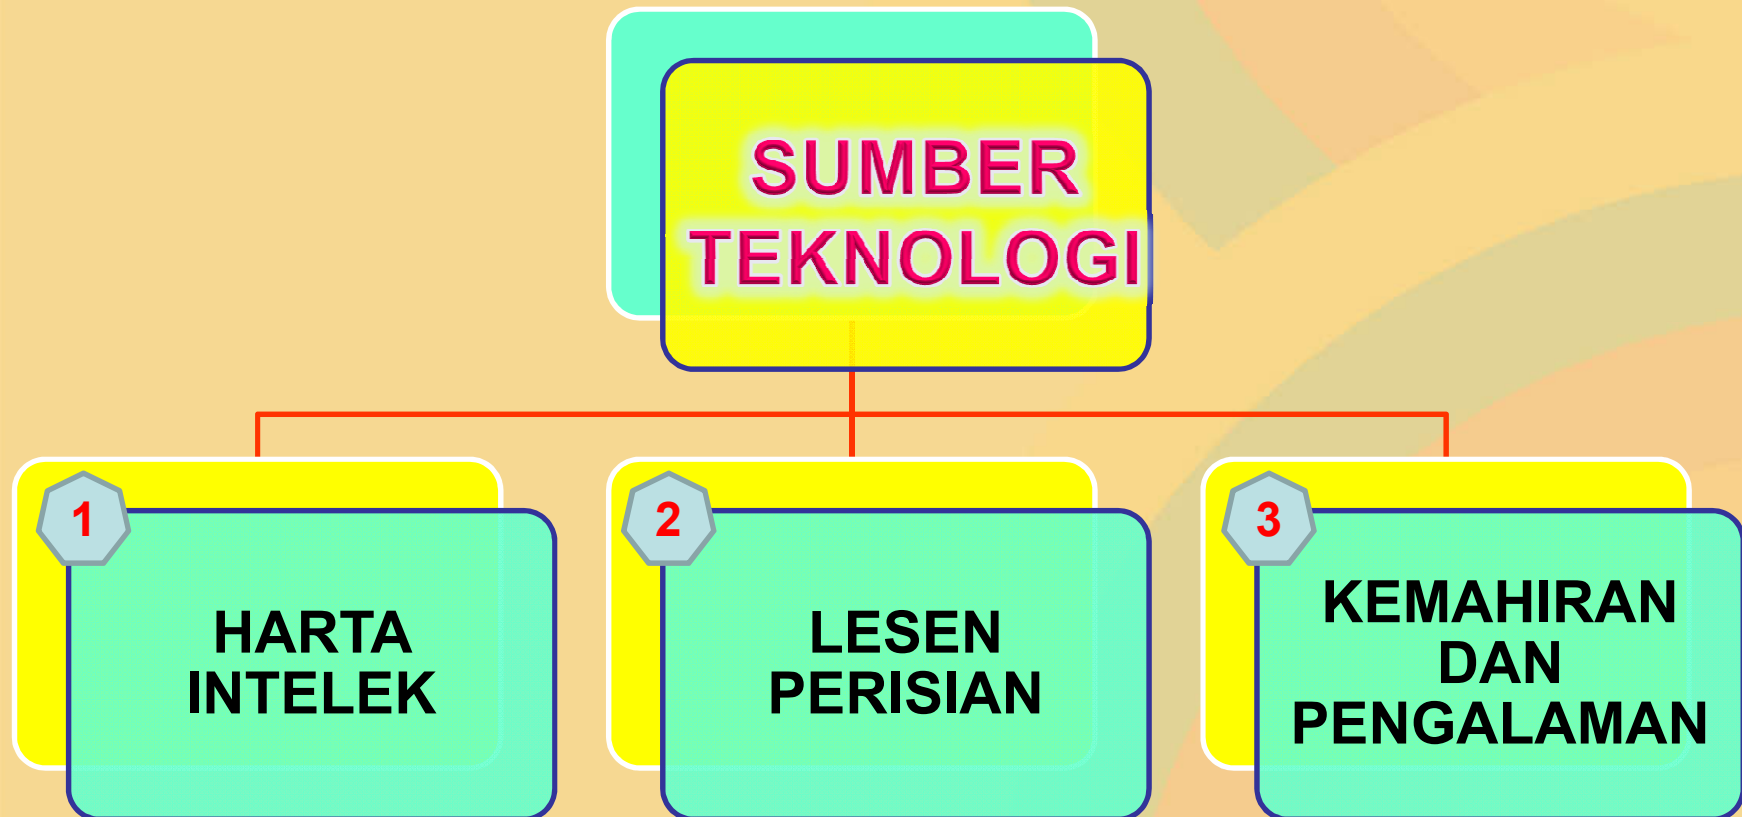 SUMBER
TEKNOLOGI
1
HARTA
INTELEK
2
LESEN
PERISIAN
3
KEMAHIRAN
DAN
PENGALAMAN